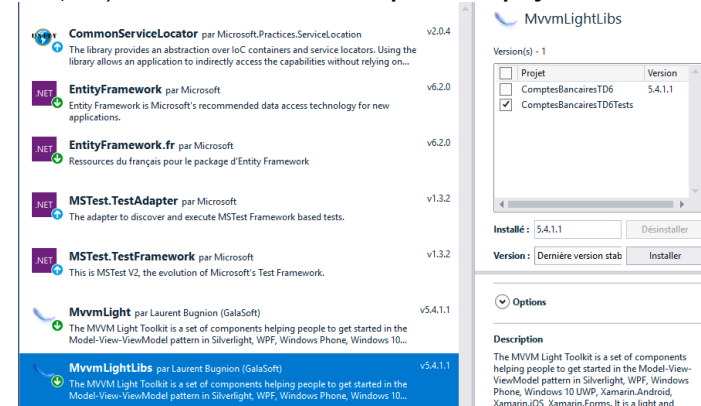 CommonServiceLocator par Microsoft.Practices.ServiceLocation
v2.0.4
The library provides an abstraction over IoC containers and service locators. Using the
library allows an application to indirectly access the capabilities without relying on...
.NET
EntityFramework par Microsoft
v6.2.0
Entity Framework is Microsoft's recommended data access technology for new
applications.
.NET
EntityFramework.fr par Microsoft
v6.2.0
Ressources du français pour le package d'Entity Framework
.NET
MSTest.TestAdapter par Microsoft
v1.3.2
The adapter to discover and execute MSTest Framework based tests.
.NET
MSTest.TestFramework par Microsoft
v1.3.2
This is MSTest V2, the evolution of Microsoft's Test Framework.
MvvmLight par Laurent Bugnion (GalaSoft)
v5.4.1.1
The MVVM Light Toolkit is a set of components helping people to get started in the
Model-View-ViewModel pattern in Silverlight, WPF, Windows Phone, Windows 10...
MvvmLightLibs par Laurent Bugnion (GalaSoft)
v5.4.1.1
The MVVM Light Toolkit is a set of components helping people to get started in the
Model-View-ViewModel pattern in Silverlight, WPF, Windows Phone, Windows 10...
MvvmLightLibs
Version(s) - 1
Projet Version
ComptesBancairesTD6 5.4.1.1
ComptesBancairesTD6Tests
Installé : 5.4.1.1 Désinstaller
Version : Dernière version stab Installer
Options
Description
The MVVM Light Toolkit is a set of components
helping people to get started in the Model-View-
ViewModel pattern in Silverlight, WPF, Windows
Phone, Windows 10 UWP, Xamarin.Android,
Xamarin.iOS, Xamarin.Forms. It is a light and